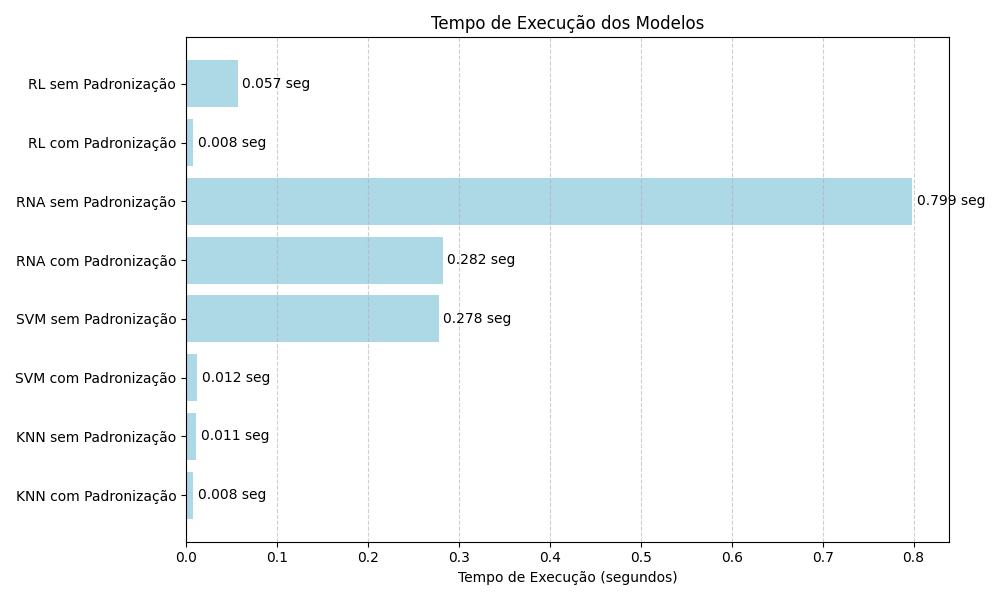 Tempo de Execução dos Modelos
RL sem Padronização
0.057 seg
RL com Padronização
0.008 seg
RNA sem Padronização
0.799 seg
RNA com Padronização
0.282 seg
SVM sem Padronização
0.278 seg
SVM com Padronização
0.012 seg
KNN sem Padronização
0.011 seg
KNN com Padronização
0.008 seg
0.0 0.1 0.2 0.3 0.4 0.5 0.6 0.7 0.8
Tempo de Execução (segundos)